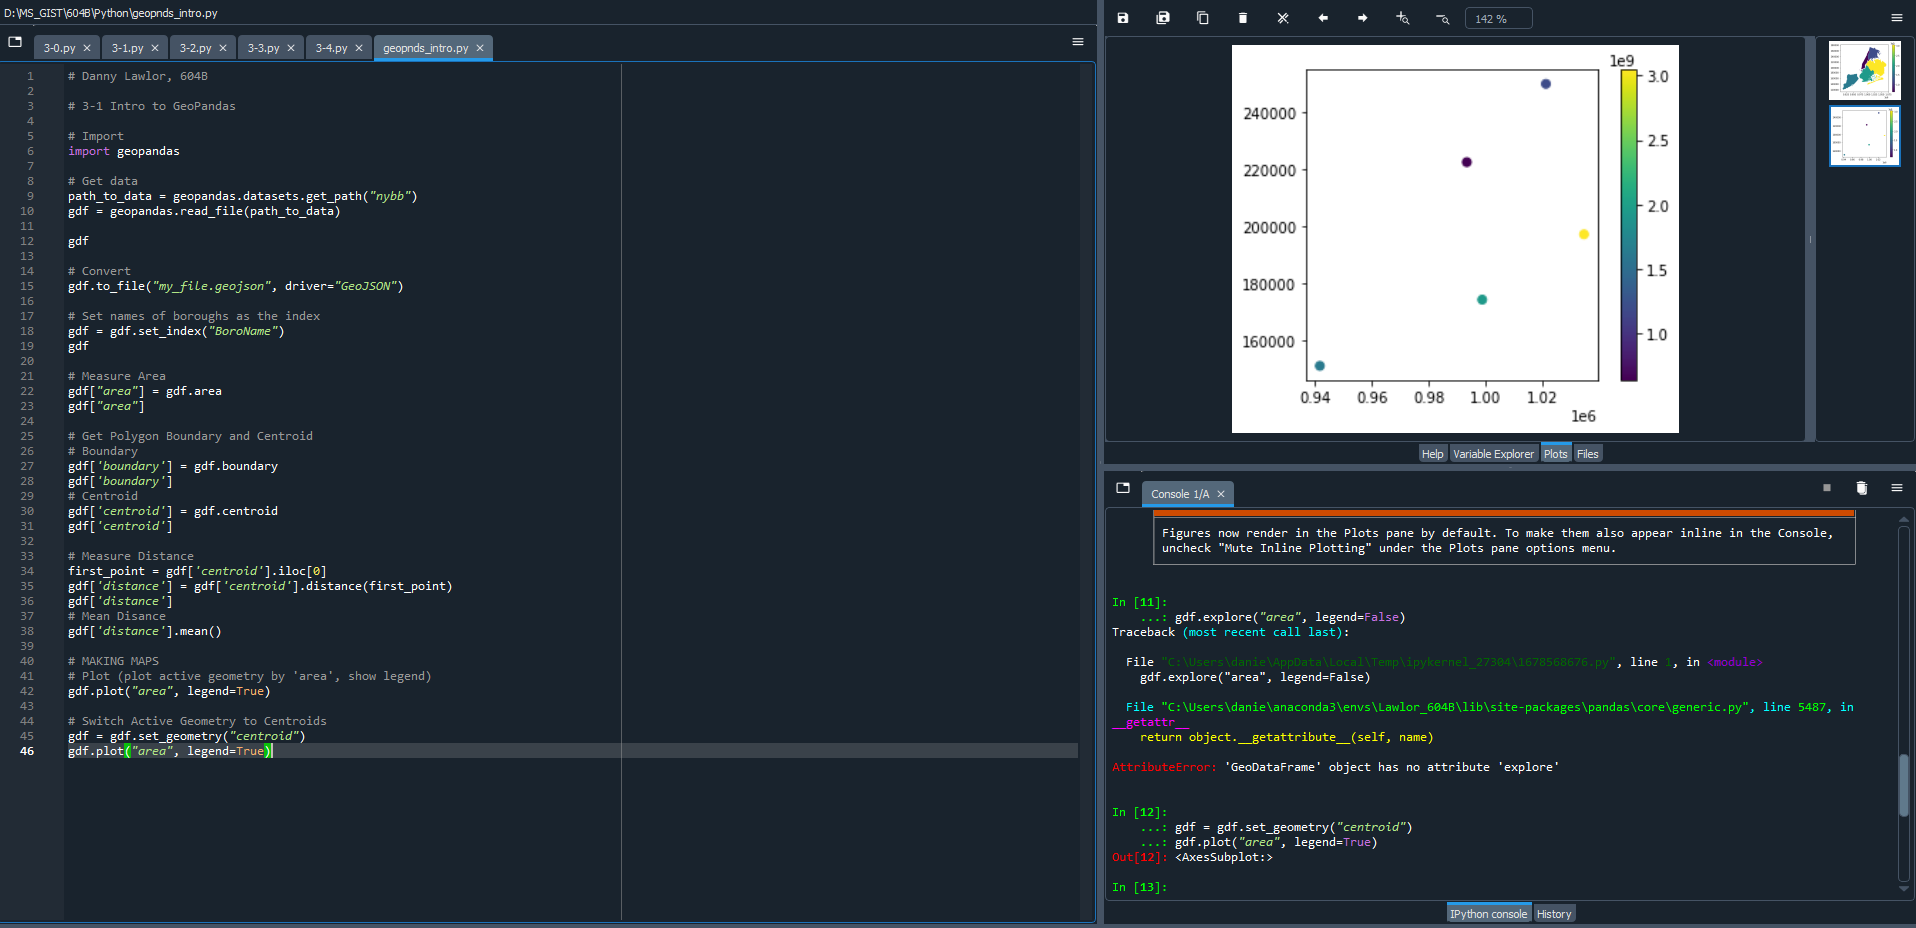 D:\MS_GIST\604B\Python\geopnds_intro.py
3-0.py 3-1.py 3-2.py 3-3.py 3-4.py geopnds_intro.py
1 # Danny Lawlor, 604B
2
3 # 3-1 Intro to GeoPandas
4
5 # Import
6 import geopandas
7
8 # Get data
9 path_to_data = geopandas.datasets.get_path("nybb")
10 gdf = geopandas.read_file(path_to_data)
11
12 gdf
13
14 # Convert
15 gdf.to_file("my_file.geojson", driver="GeoJSON")
16
17 # Set names of boroughs as the index
18 gdf = gdf.set_index("BoroName")
19 gdf
20
21 # Measure Area
22 gdf["area"] = gdf.area
23 gdf["area"]
24
25 # Get Polygon Boundary and Centroid
26 # Boundary
27 gdf['boundary'] = gdf.boundary
28 gdf['boundary']
29 # Centroid
30 gdf['centroid'] = gdf.centroid
31 gdf['centroid']
32
33 # Measure Distance
34 first_point = gdf['centroid'].iloc[0]
35 gdf['distance'] = gdf['centroid'].distance(first_point)
36 gdf['distance']
37 # Mean Disance
38 gdf['distance'].mean()
39
40 # MAKING MAPS
41 # Plot (plot active geometry by 'area', show legend)
42 gdf.plot("area", legend=True)
43
44 # Switch Active Geometry to Centroids
45 gdf = gdf.set_geometry("centroid")
46 gdf.plot("area", legend=True)
142 %
1e9
3.0
240000
2.5
220000
2.0
200000
1.5
180000
1.0
160000
0.94 0.96 0.98 1.00 1.02
1e6
Help Variable Explorer Plots Files
Console 1/A
Figures now render in the Plots pane by default. To make them also appear inline in the Console,
uncheck "Mute Inline Plotting" under the Plots pane options menu.
In [11]:
...: gdf.explore("area", legend=False)
Traceback (most recent call last):
File "C:\Users\danie\AppData\Local\Temp\ipykernel_27304\1678568676.py", line 1, in <module>
gdf.explore("area", legend=False)
File "C:\Users\danie\anaconda3\envs\Lawlor_604B\lib\site-packages\pandas\core\generic.py", line 5487, in
__getattr__
return object.__getattribute__(self, name)
AttributeError: 'GeoDataFrame' object has no attribute 'explore'
In [12]:
...: gdf = gdf.set_geometry("centroid")
...: gdf.plot("area", legend=True)
Out[12]: <AxesSubplot:>
In [13]:
IPython console History